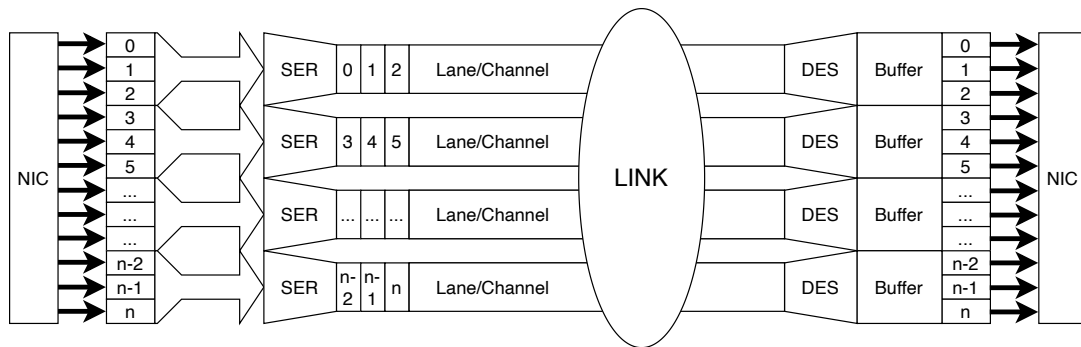 NIC
0
1
2
3
4
5
...
...
...
n-2
n-1
n
SER 0 1 2 Lane/Channel
SER 3 4 5 Lane/Channel
SER ... ... ... Lane/Channel
SER n-2 n-1 n Lane/Channel
LINK
DES Buffer
DES Buffer
DES Buffer
DES Buffer
0
1
2
3
4
5
...
...
...
n-2
n-1
n
NIC